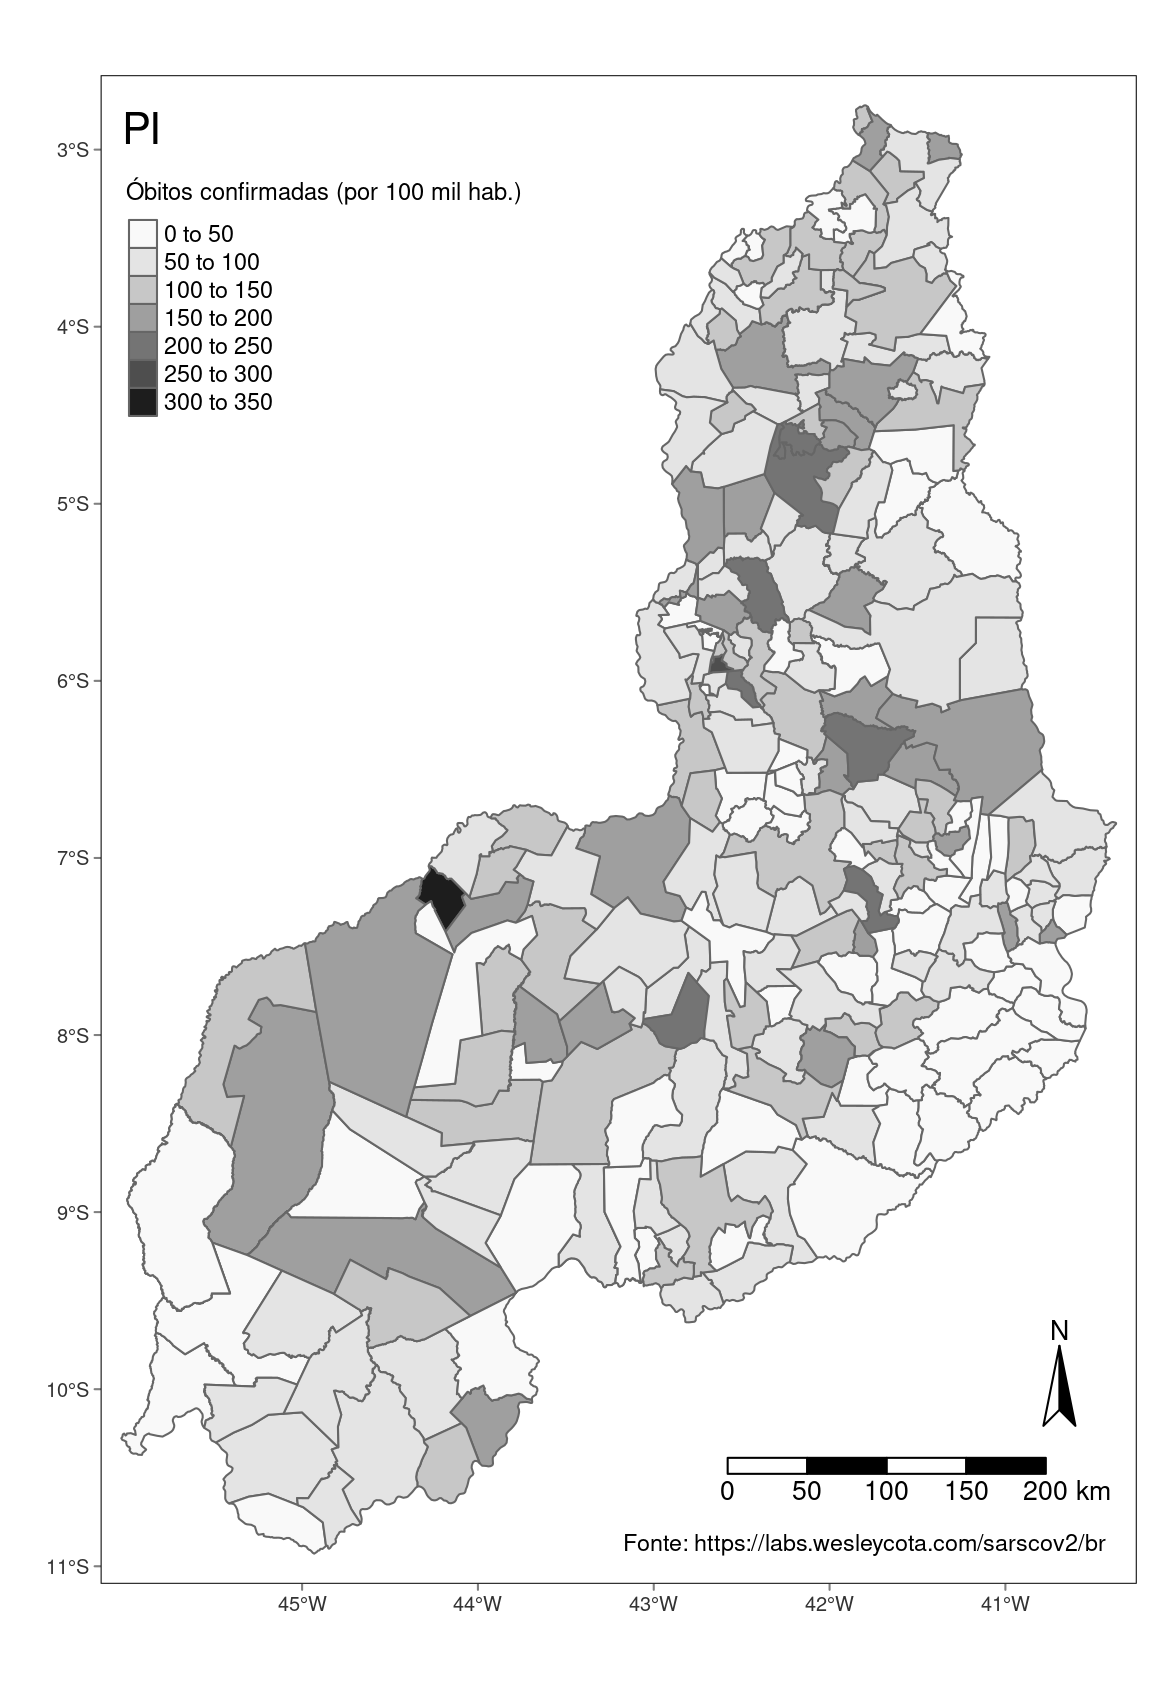 PI
Óbitos confirmadas (por 100 mil hab.)
0 to 50
50 to 100
100 to 150
150 to 200
200 to 250
250 to 300
300 to 350
3°S
4°S
5°S
6°S
7°S
8°S
9°S
10°S
11°S
N
0 50 100 150 200 km
Fonte: https://labs.wesleycota.com/sarscov2/br
45°W 44°W 43°W 42°W 41°W